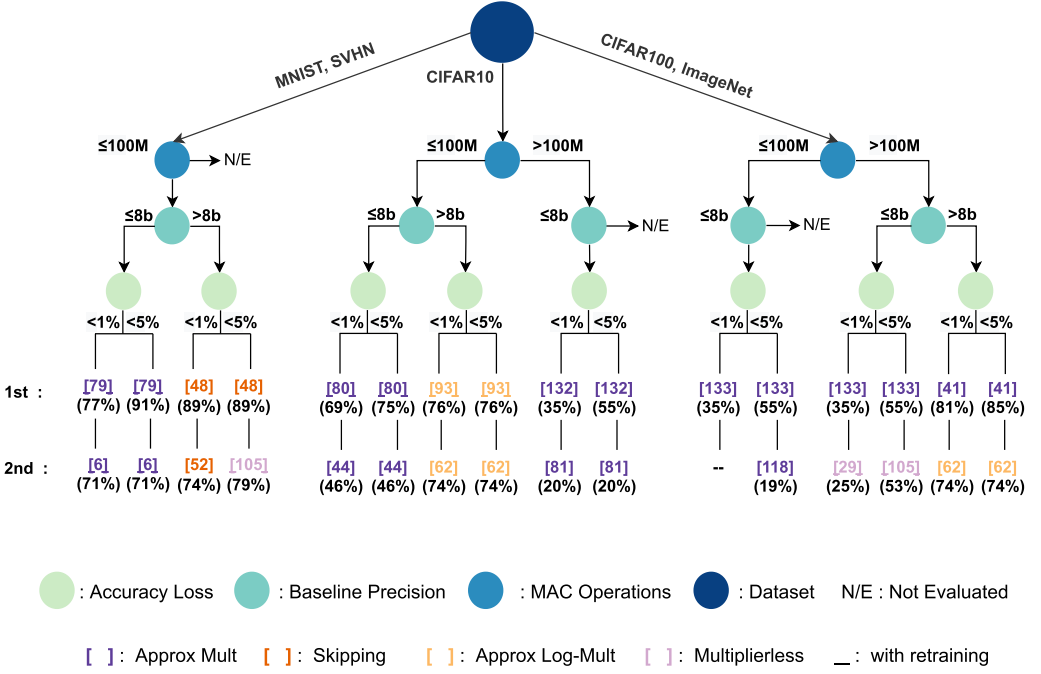 MNIST, SVHN
CIFAR10
CIFAR100, ImageNet
≤100M N/E ≤100M >100M ≤100M >100M
≤8b >8b ≤8b >8b ≤8b N/E ≤8b N/E ≤8b >8b
<1% <5% <1% <5% <1% <5% <1% <5% <1% <5% <1% <5% <1% <5% <1% <5%
1st : [79] [79] [48] [48] [80] [80] [93] [93] [132] [132] [133] [133] [133] [133] [41] [41]
(77%) (91%) (89%) (89%) (69%) (75%) (76%) (76%) (35%) (55%) (35%) (55%) (35%) (55%) (81%) (85%)
2nd : [6] [6] [52] [105] [44] [44] [62] [62] [81] [81] -- [118] [29] [105] [62] [62]
(71%) (71%) (74%) (79%) (46%) (46%) (74%) (74%) (20%) (20%) (19%) (25%) (53%) (74%) (74%)
: Accuracy Loss : Baseline Precision : MAC Operations : Dataset N/E : Not Evaluated
[ ] : Approx Mult [ ] : Skipping [ ] : Approx Log-Mult [ ] : Multiplierless _ : with retraining